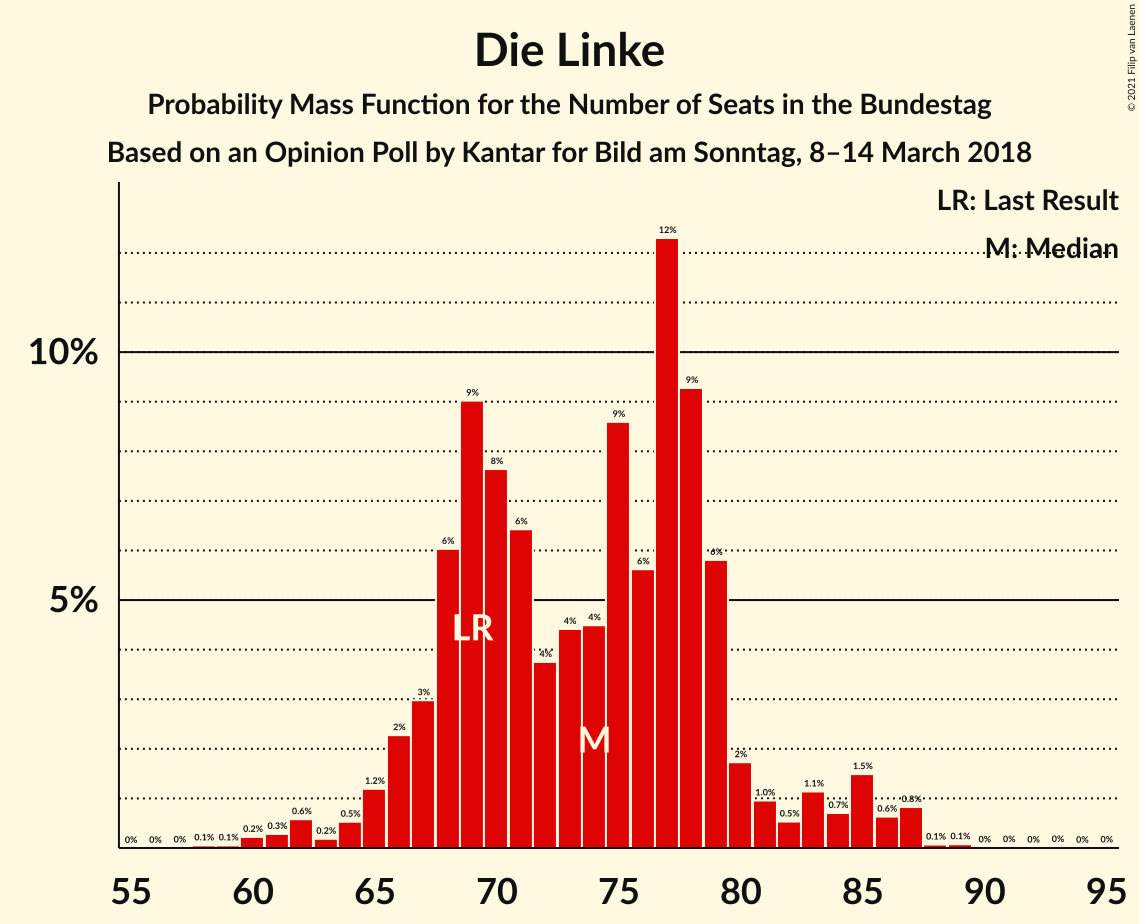 Die Linke
Probability Mass Function for the Number of Seats in the Bundestag
Based on an Opinion Poll by Kantar for Bild am Sonntag, 8–14 March 2018
© 2021 Filip van Laenen
LR: Last Result
M: Median
10%
5%
0% 0% 0% 0.1% 0.1% 0.2% 0.3% 0.6% 0.2% 0.5% 1.2% 2% 3% 6% 9% 8% 6% 4% 4% 4% 9% 6% 12% 9% 6% 2% 1.0% 0.5% 1.1% 0.7% 1.5% 0.6% 0.8% 0.1% 0.1% 0% 0% 0% 0% 0% 0%
LR
M
55 60 65 70 75 80 85 90 95